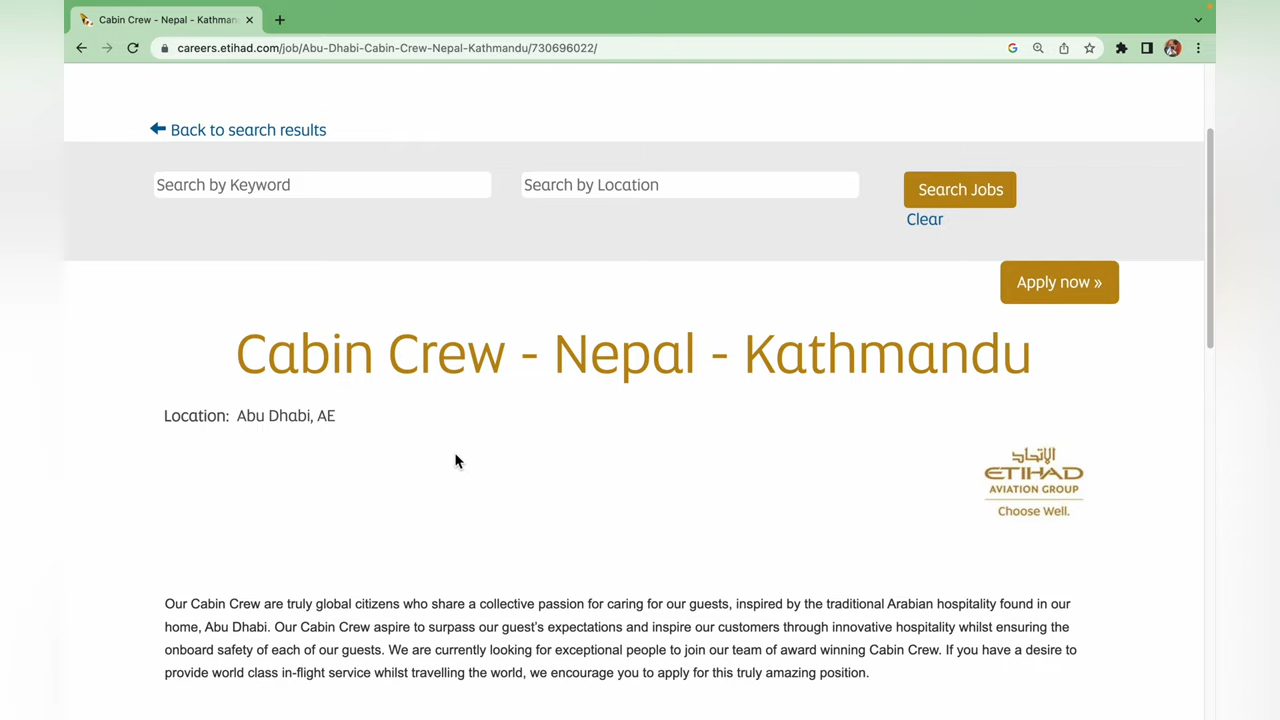 Cabin Crew - Nepal - Kathman
careers.etihad.com/job/Abu-Dhabi-Cabin-Crew-Nepal-Kathmandu/730696022/
Back to search results
Search by Keyword
Search by Location
Search Jobs
Clear
Apply now »
Cabin Crew - Nepal - Kathmandu
Location: Abu Dhabi, AE
الإتحاد
ETIHAD
AVIATION GROUP
Choose Well.
Our Cabin Crew are truly global citizens who share a collective passion for caring for our guests, inspired by the traditional Arabian hospitality found in our
home, Abu Dhabi. Our Cabin Crew aspire to surpass our guest's expectations and inspire our customers through innovative hospitality whilst ensuring the
onboard safety of each of our guests. We are currently looking for exceptional people to join our team of award winning Cabin Crew. If you have a desire to
provide world class in-flight service whilst travelling the world, we encourage you to apply for this truly amazing position.